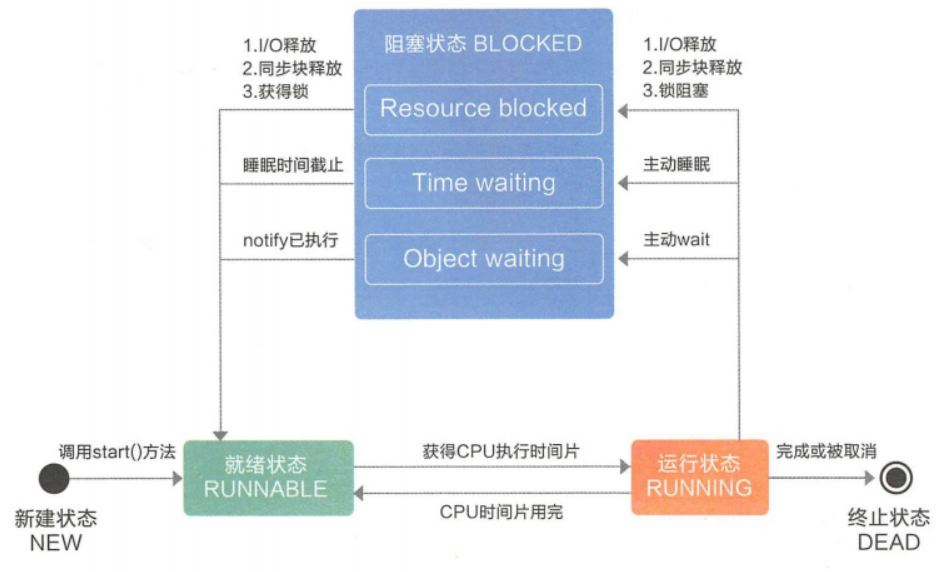 阻塞状态 BLOCKED
1.I/O释放
2.同步块释放
3.获得锁
1.I/O释放
2.同步块释放
3.锁阻塞
Resource blocked
睡眠时间截止
Time waiting
主动睡眠
notify已执行
Object waiting
主动wait
调用start()方法
就绪状态
RUNNABLE
获得CPU执行时间片
CPU时间片用完
运行状态
RUNNING
完成或被取消
新建状态
NEW
终止状态
DEAD